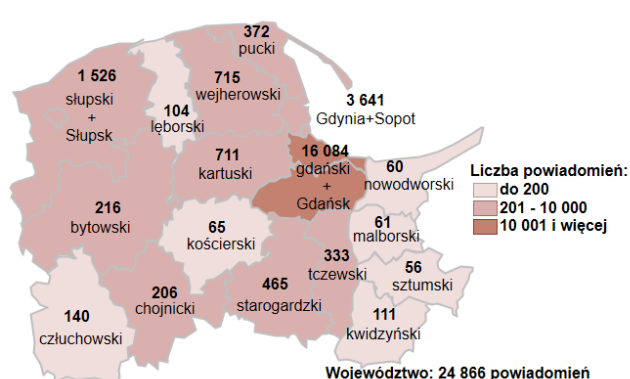 372
pucki
1 526
słupski
+
Słupsk
104
lęborski
715
wejherowski
3 641
Gdynia+Sopot
711
kartuski
16 084
gdański
+
Gdańsk
60
nowodworski
Liczba powiadomień:
do 200
201 - 10 000
10 001 i więcej
216
bytowski
65
kościerski
61
malborski
333
tczewski
56
sztumski
465
starogardzki
206
chojnicki
140
człuchowski
111
kwidzyński
Województwo: 24 866 powiadomień